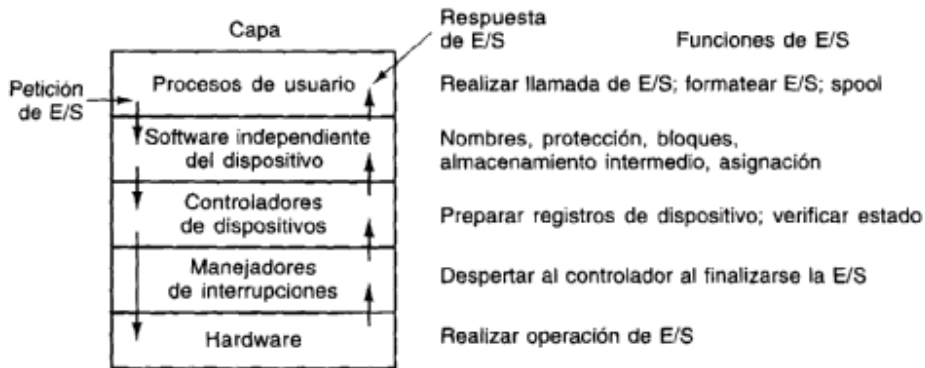 Capa
Respuesta
de E/S
Funciones de E/S
Petición
de E/S
Procesos de usuario
Realizar llamada de E/S; formatear E/S; spool
Software independiente
del dispositivo
Nombres, protección, bloques,
almacenamiento intermedio, asignación
Controladores
de dispositivos
Preparar registros de dispositivo; verificar estado
Manejadores
de interrupciones
Despertar al controlador al finalizarse la E/S
Hardware
Realizar operación de E/S